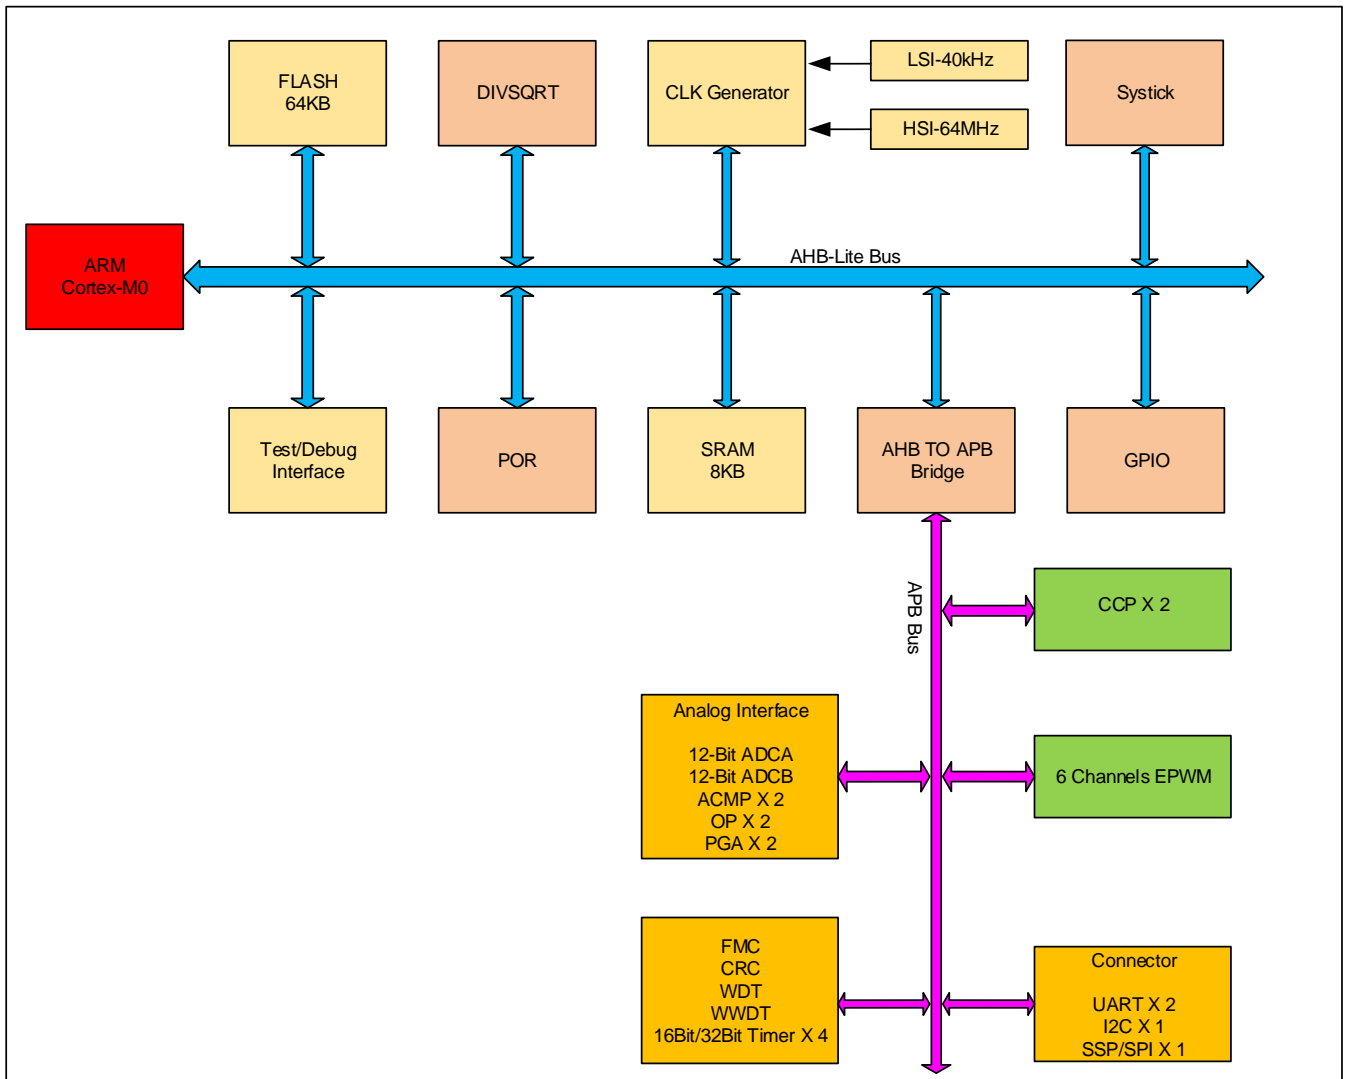 FLASH
64KB
DIVSQRT
CLK Generator
LSI-40kHz
HSI-64MHz
Systick
ARM
Cortex-M0
AHB-Lite Bus
Test/Debug
Interface
POR
SRAM
8KB
AHB TO APB
Bridge
GPIO
APB Bus
CCP X 2
Analog Interface
12-Bit ADCA
12-Bit ADCB
ACMP X 2
OP X 2
PGA X 2
6 Channels EPWM
FMC
CRC
WDT
WWDT
16Bit/32Bit Timer X 4
Connector
UART X 2
I2C X 1
SSP/SPI X 1